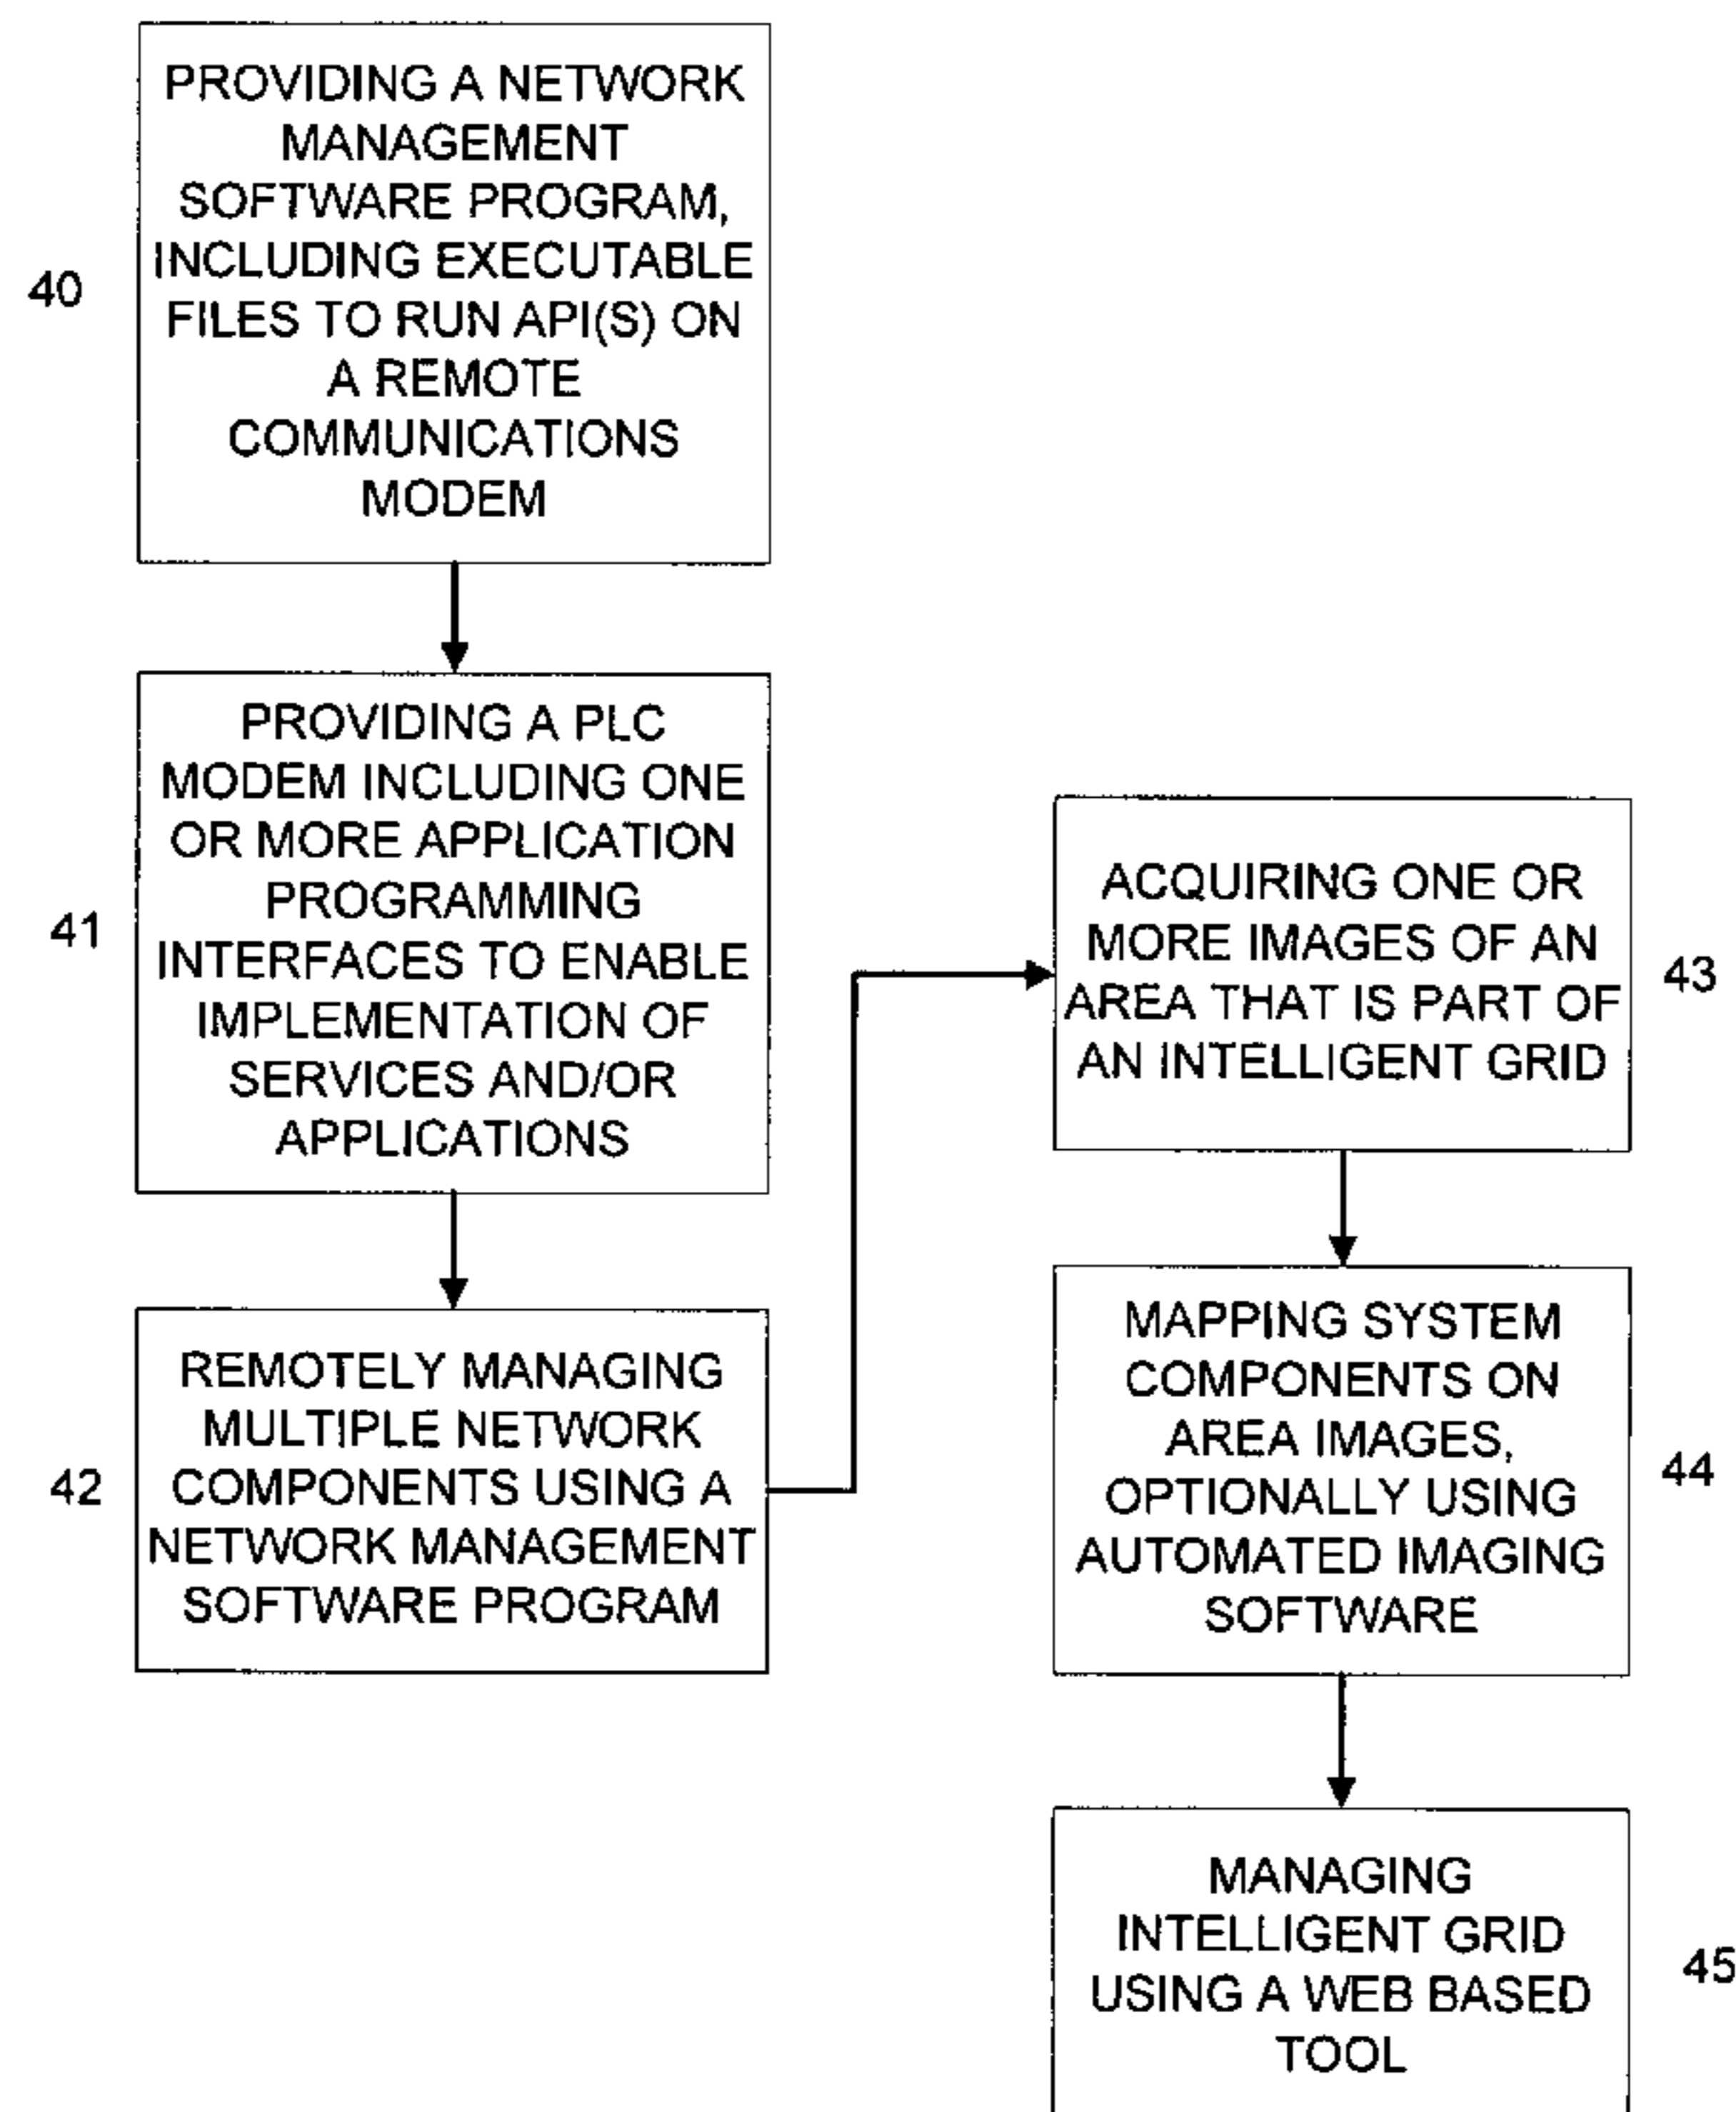 40
PROVIDING A NETWORK
MANAGEMENT
SOFTWARE PROGRAM,
INCLUDING EXECUTABLE
FILES TO RUN API(S) ON
A REMOTE
COMMUNICATIONS
MODEM
41
PROVIDING A PLC
MODEM INCLUDING ONE
OR MORE APPLICATION
PROGRAMMING
INTERFACES TO ENABLE
IMPLEMENTATION OF
SERVICES AND/OR
APPLICATIONS
42
REMOTELY MANAGING
MULTIPLE NETWORK
COMPONENTS USING A
NETWORK MANAGEMENT
SOFTWARE PROGRAM
ACQUIRING ONE OR
MORE IMAGES OF AN
AREA THAT IS PART OF
AN INTELLIGENT GRID
43
MAPPING SYSTEM
COMPONENTS ON
AREA IMAGES,
OPTIONALLY USING
AUTOMATED IMAGING
SOFTWARE
44
MANAGING
INTELLIGENT GRID
USING A WEB BASED
TOOL
45